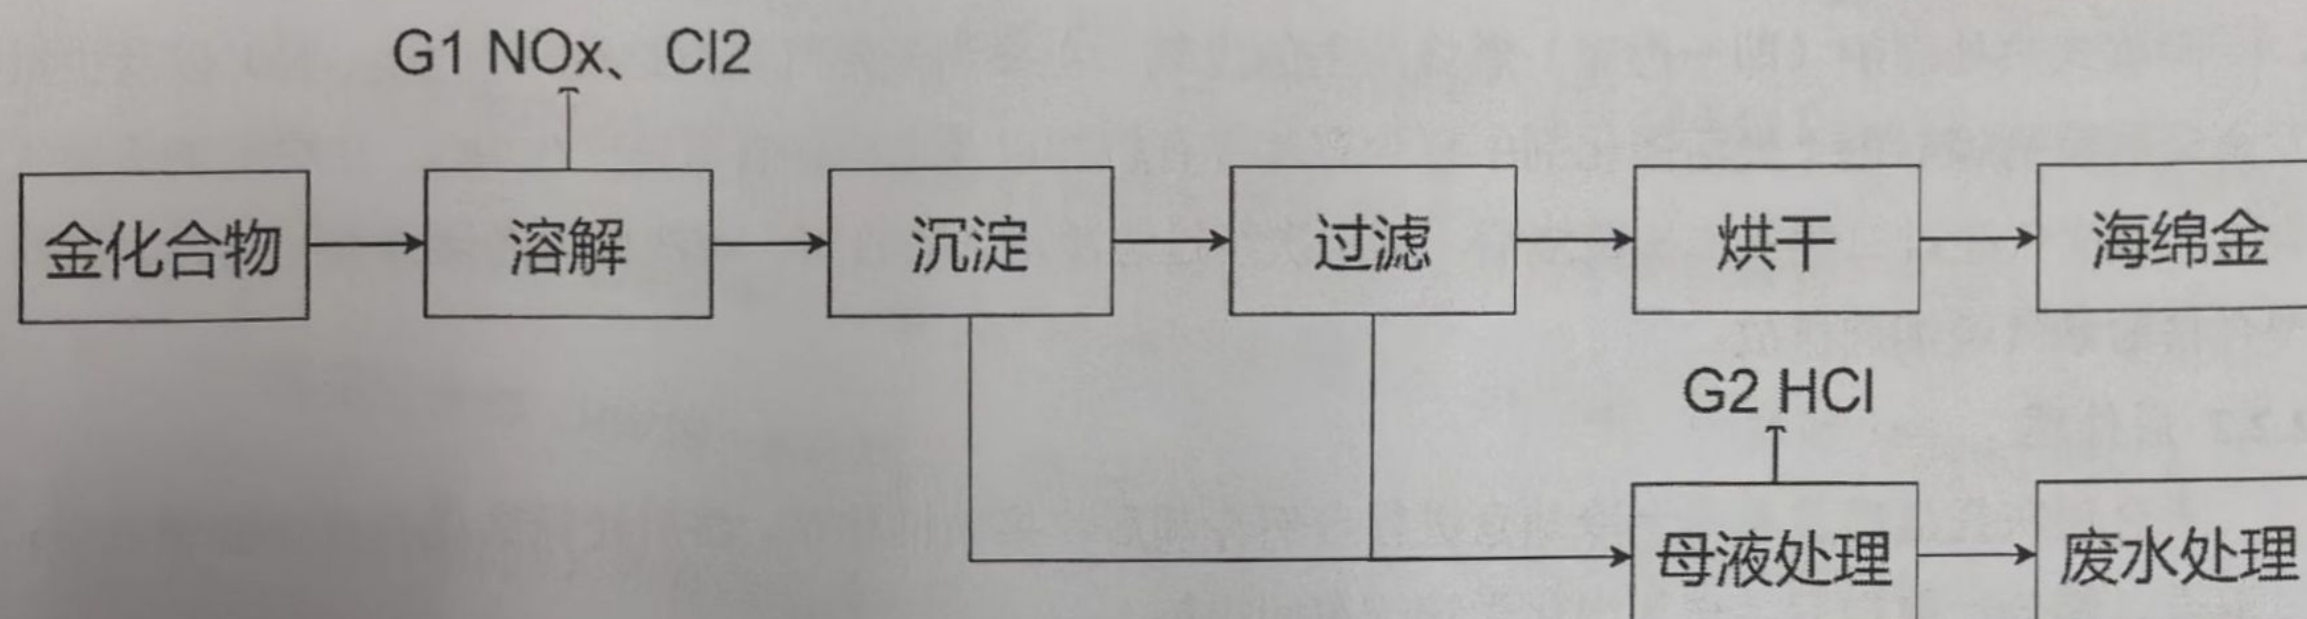 G1 NOx、Cl2
金化合物
溶解
沉淀
过滤
烘干
海绵金
G2 HCl
母液处理
废水处理